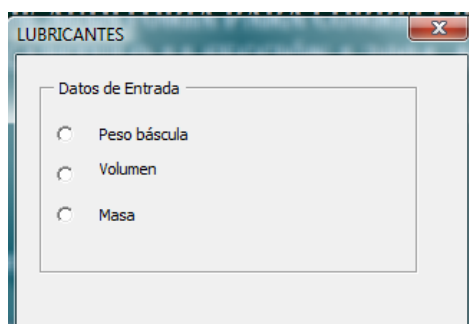 LUBRICANTES
Datos de Entrada
Peso báscula
Volumen
Masa